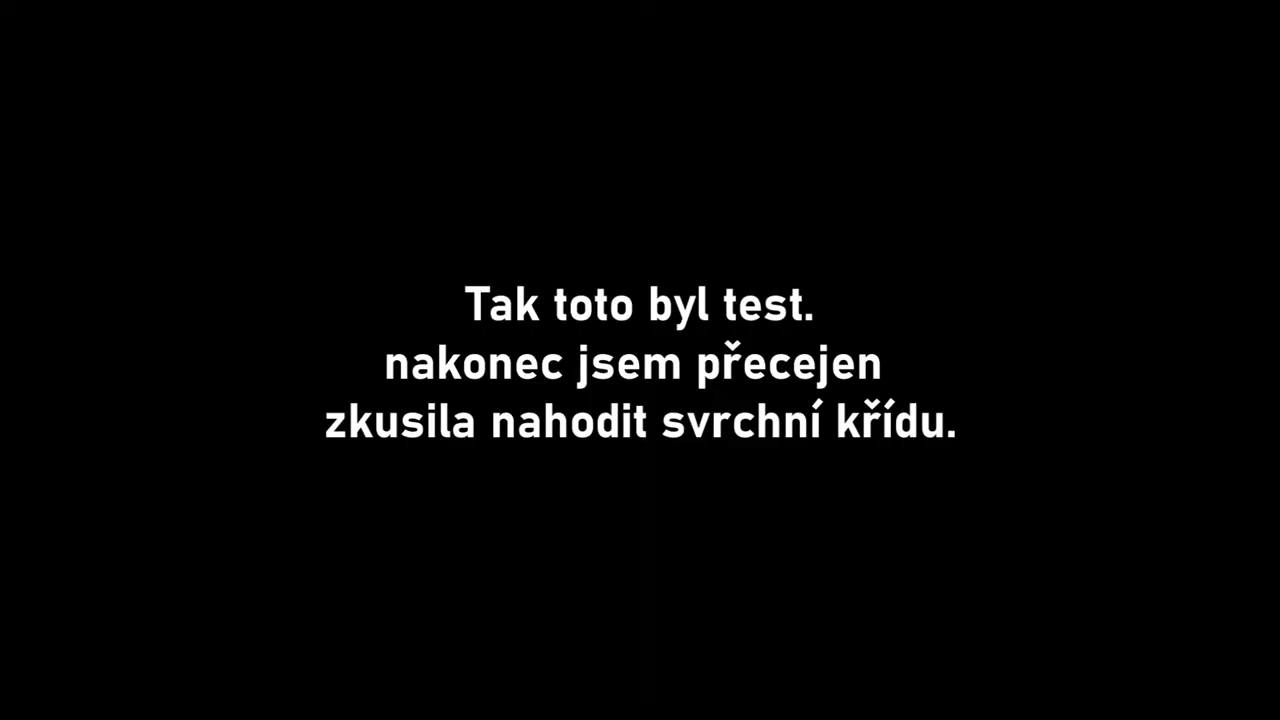 Tak toto byl test.
nakonec jsem přecejen
zkusila nahodit svrchní křídu.